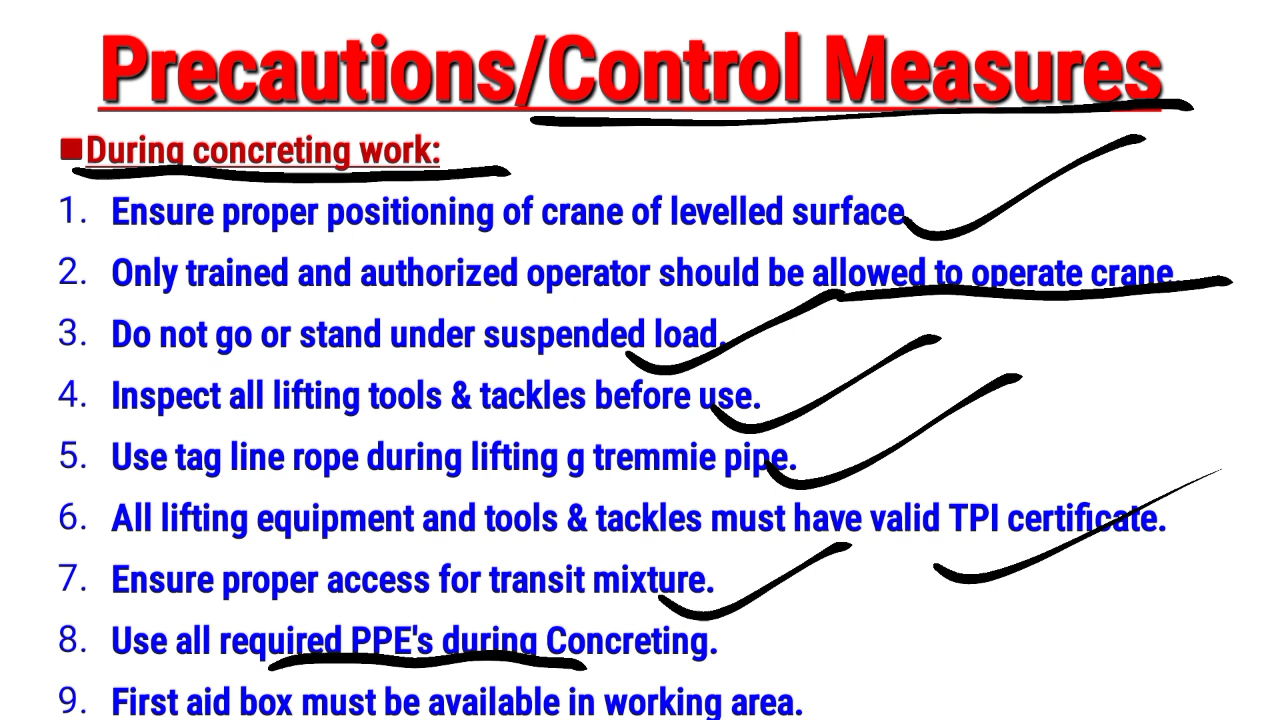 Precautions/Control Measures
■During concreting work:
1. Ensure proper positioning of crane of levelled surface
2. Only trained and authorized operator should be allowed to operate crane.
3. Do not go or stand under suspended load.
4. Inspect all lifting tools & tackles before use.
5. Use tag line rope during lifting g tremmie pipe.
6. All lifting equipment and tools & tackles must have valid TPI certificate.
7. Ensure proper access for transit mixture.
8. Use all required PPE's during Concreting.
9. First aid box must be available in working area.